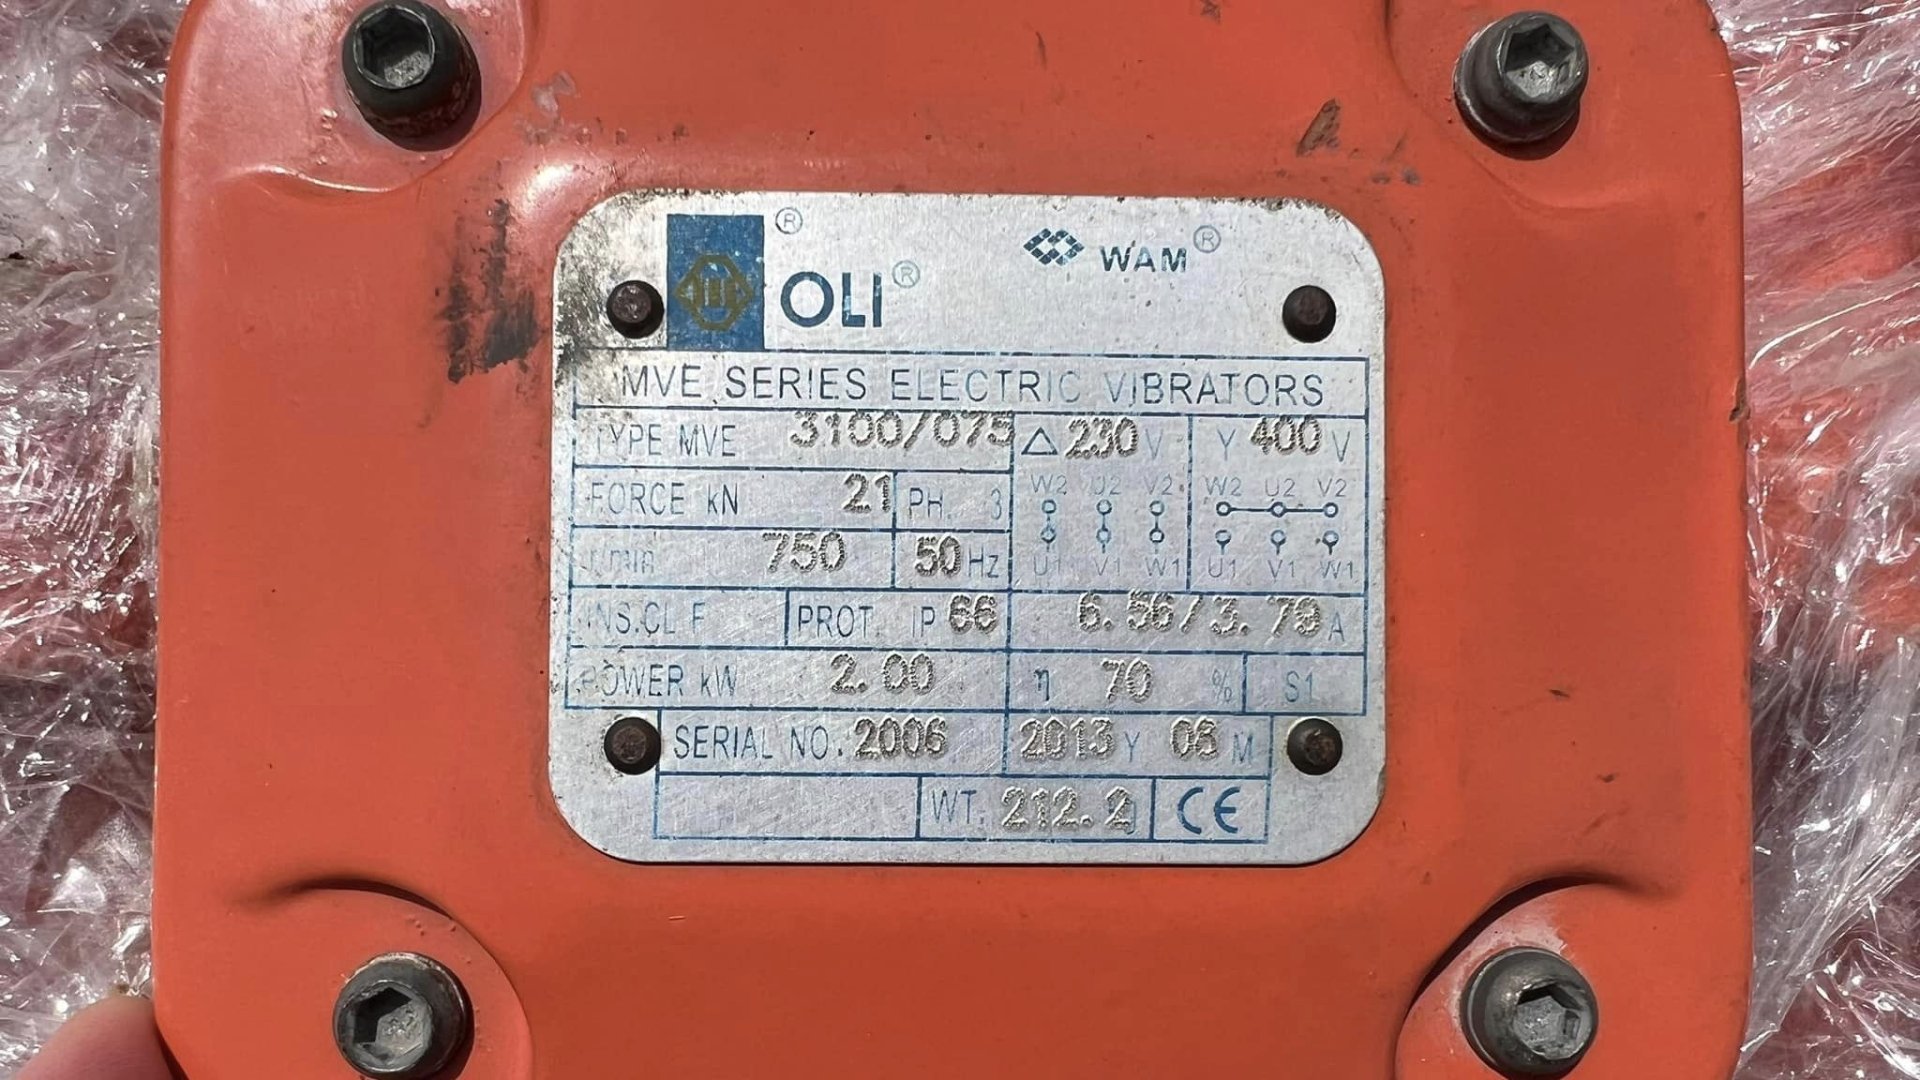 ® OLI® WAM®
MVE SERIES ELECTRIC VIBRATORS
TYPE MVE 3100/075 △ 230 V Y 400 V
FORCE kN 21 PH. 3 W2 U2 V2 W2 U2 V2
750 50 Hz U1 V1 W1 U1 V1 W1
INS.CL F PROT. IP 66 6.56/3.79 A
POWER kW 2.00 η 70 % S1
SERIAL NO. 2006 2013 Y M
WT. 212.2 CE